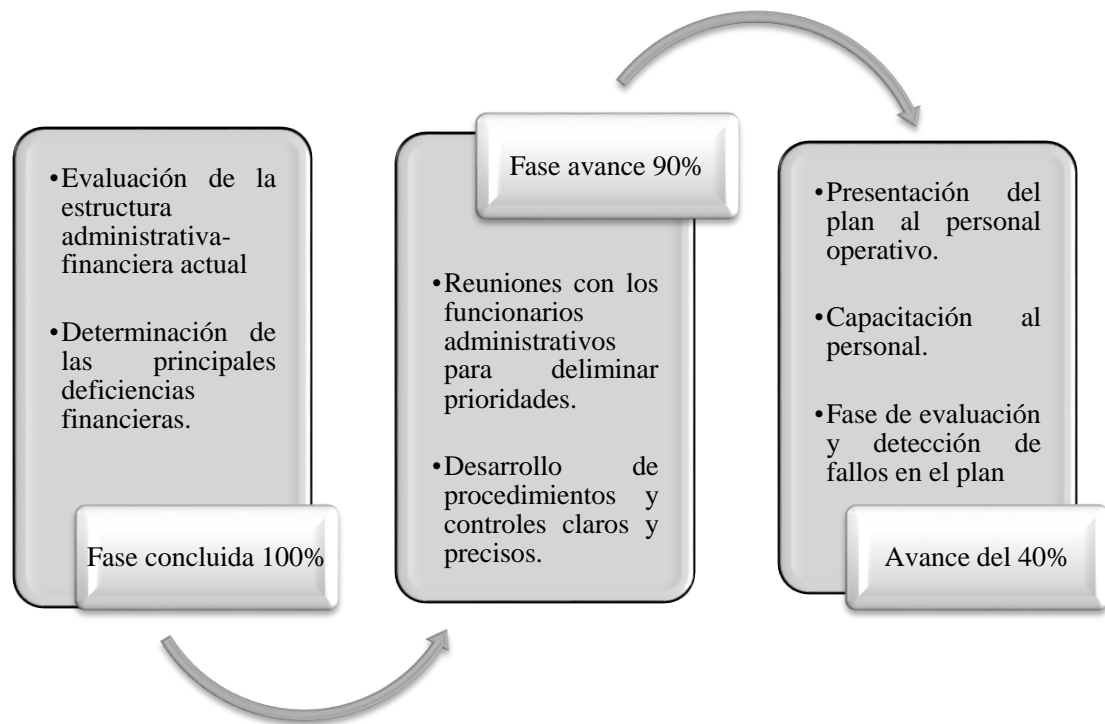 •Evaluación de la
estructura
administrativa-
financiera actual
•Determinación de
las principales
deficiencias
financieras.
Fase concluida 100%
Fase avance 90%
•Reuniones con los
funcionarios
administrativos
para deliminar
prioridades.
•Desarrollo de
procedimientos y
controles claros y
precisos.
•Presentación del
plan al personal
operativo.
•Capacitación al
personal.
•Fase de evaluación
y detección de
fallos en el plan
Avance del 40%